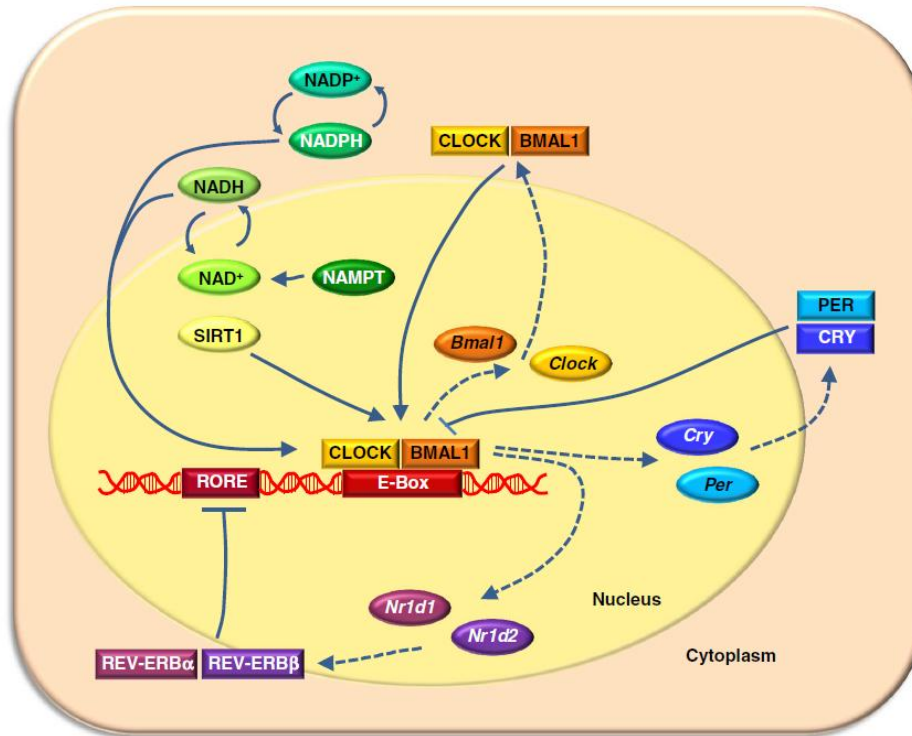 NADP⁺
NADPH
CLOCK BMAL1
NADH
NAD⁺
NAMPT
SIRT1
PER
CRY
Bmal1
Clock
CLOCK BMAL1
RORE
E-Box
Cry
Per
Nr1d1
Nr1d2
Nucleus
Cytoplasm
REV-ERBα REV-ERBβ